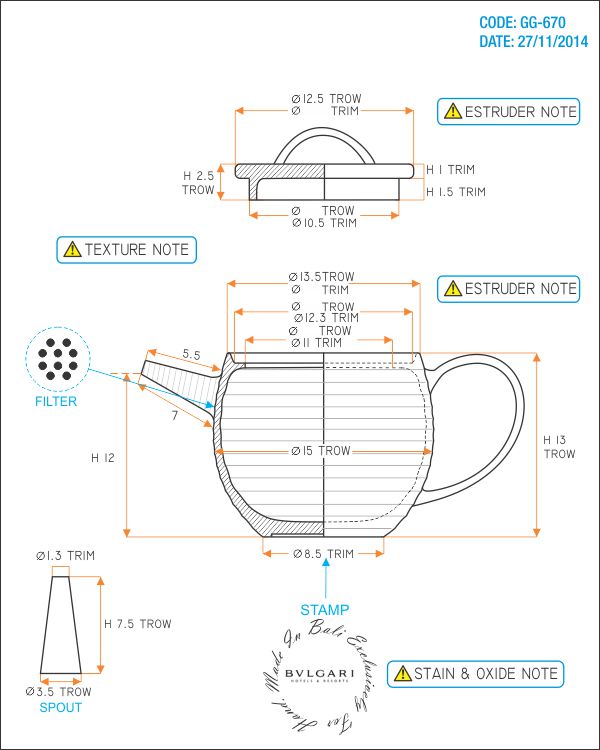 CODE: GG-670
DATE: 27/11/2014
Ø12.5 TROW
Ø TRIM
ESTRUDER NOTE
H 2.5
TROW
H 1 TRIM
H 1.5 TRIM
Ø TROW
Ø10.5 TRIM
TEXTURE NOTE
Ø13.5TROW
Ø TRIM
ESTRUDER NOTE
Ø TROW
Ø12.3 TRIM
Ø TROW
Ø11 TRIM
5.5
FILTER
7
H 12
Ø15 TROW
H 13
TROW
Ø8.5 TRIM
Ø1.3 TRIM
STAMP
H 7.5 TROW
Hand. Made In Bali Exclusively For
BVLGARI
HOTELS & RESORTS
STAIN & OXIDE NOTE
Ø3.5 TROW
SPOUT